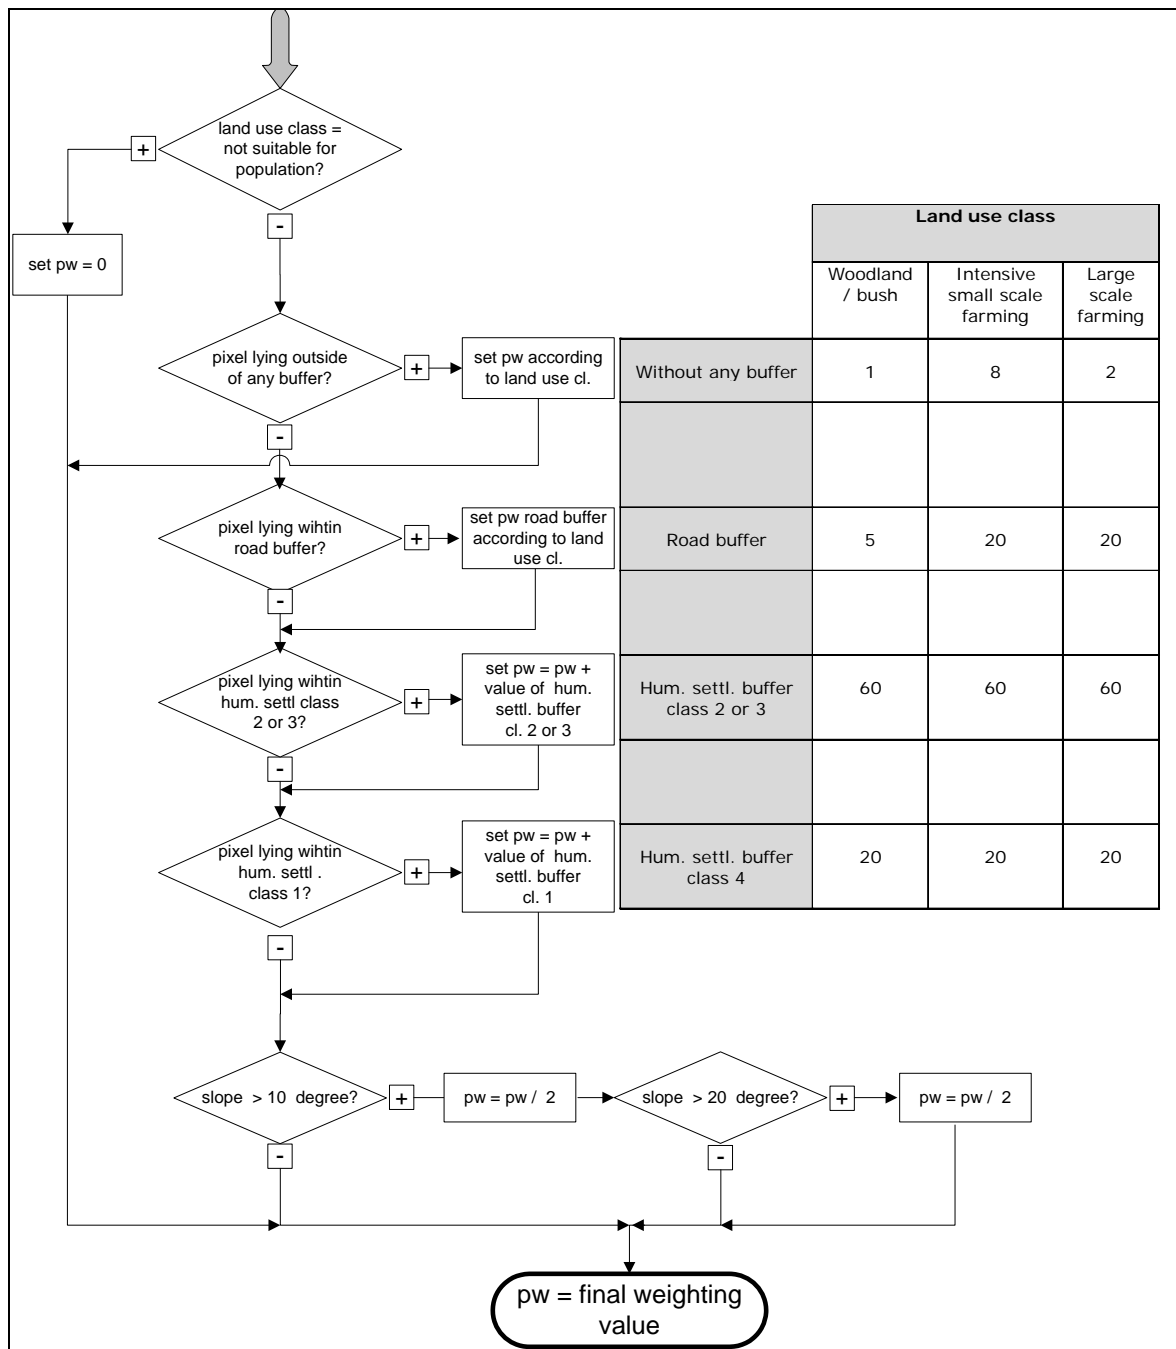 land use class =
not suitable for
population?
+
-
set pw = 0
Land use class
Woodland
/ bush
Intensive
small scale
farming
Large
scale
farming
pixel lying outside
of any buffer?
+
-
set pw according
to land use cl.
Without any buffer
1
8
2
pixel lying wihtin
road buffer?
+
-
set pw road buffer
according to land
use cl.
Road buffer
5
20
20
pixel lying wihtin
hum. settl class
2 or 3?
+
-
set pw = pw +
value of hum.
settl. buffer
cl. 2 or 3
Hum. settl. buffer
class 2 or 3
60
60
60
pixel lying wihtin
hum. settl .
class 1?
+
-
set pw = pw +
value of hum.
settl. buffer
cl. 1
Hum. settl. buffer
class 4
20
20
20
slope > 10 degree?
+
-
pw = pw / 2
slope > 20 degree?
+
-
pw = pw / 2
pw = final weighting
value